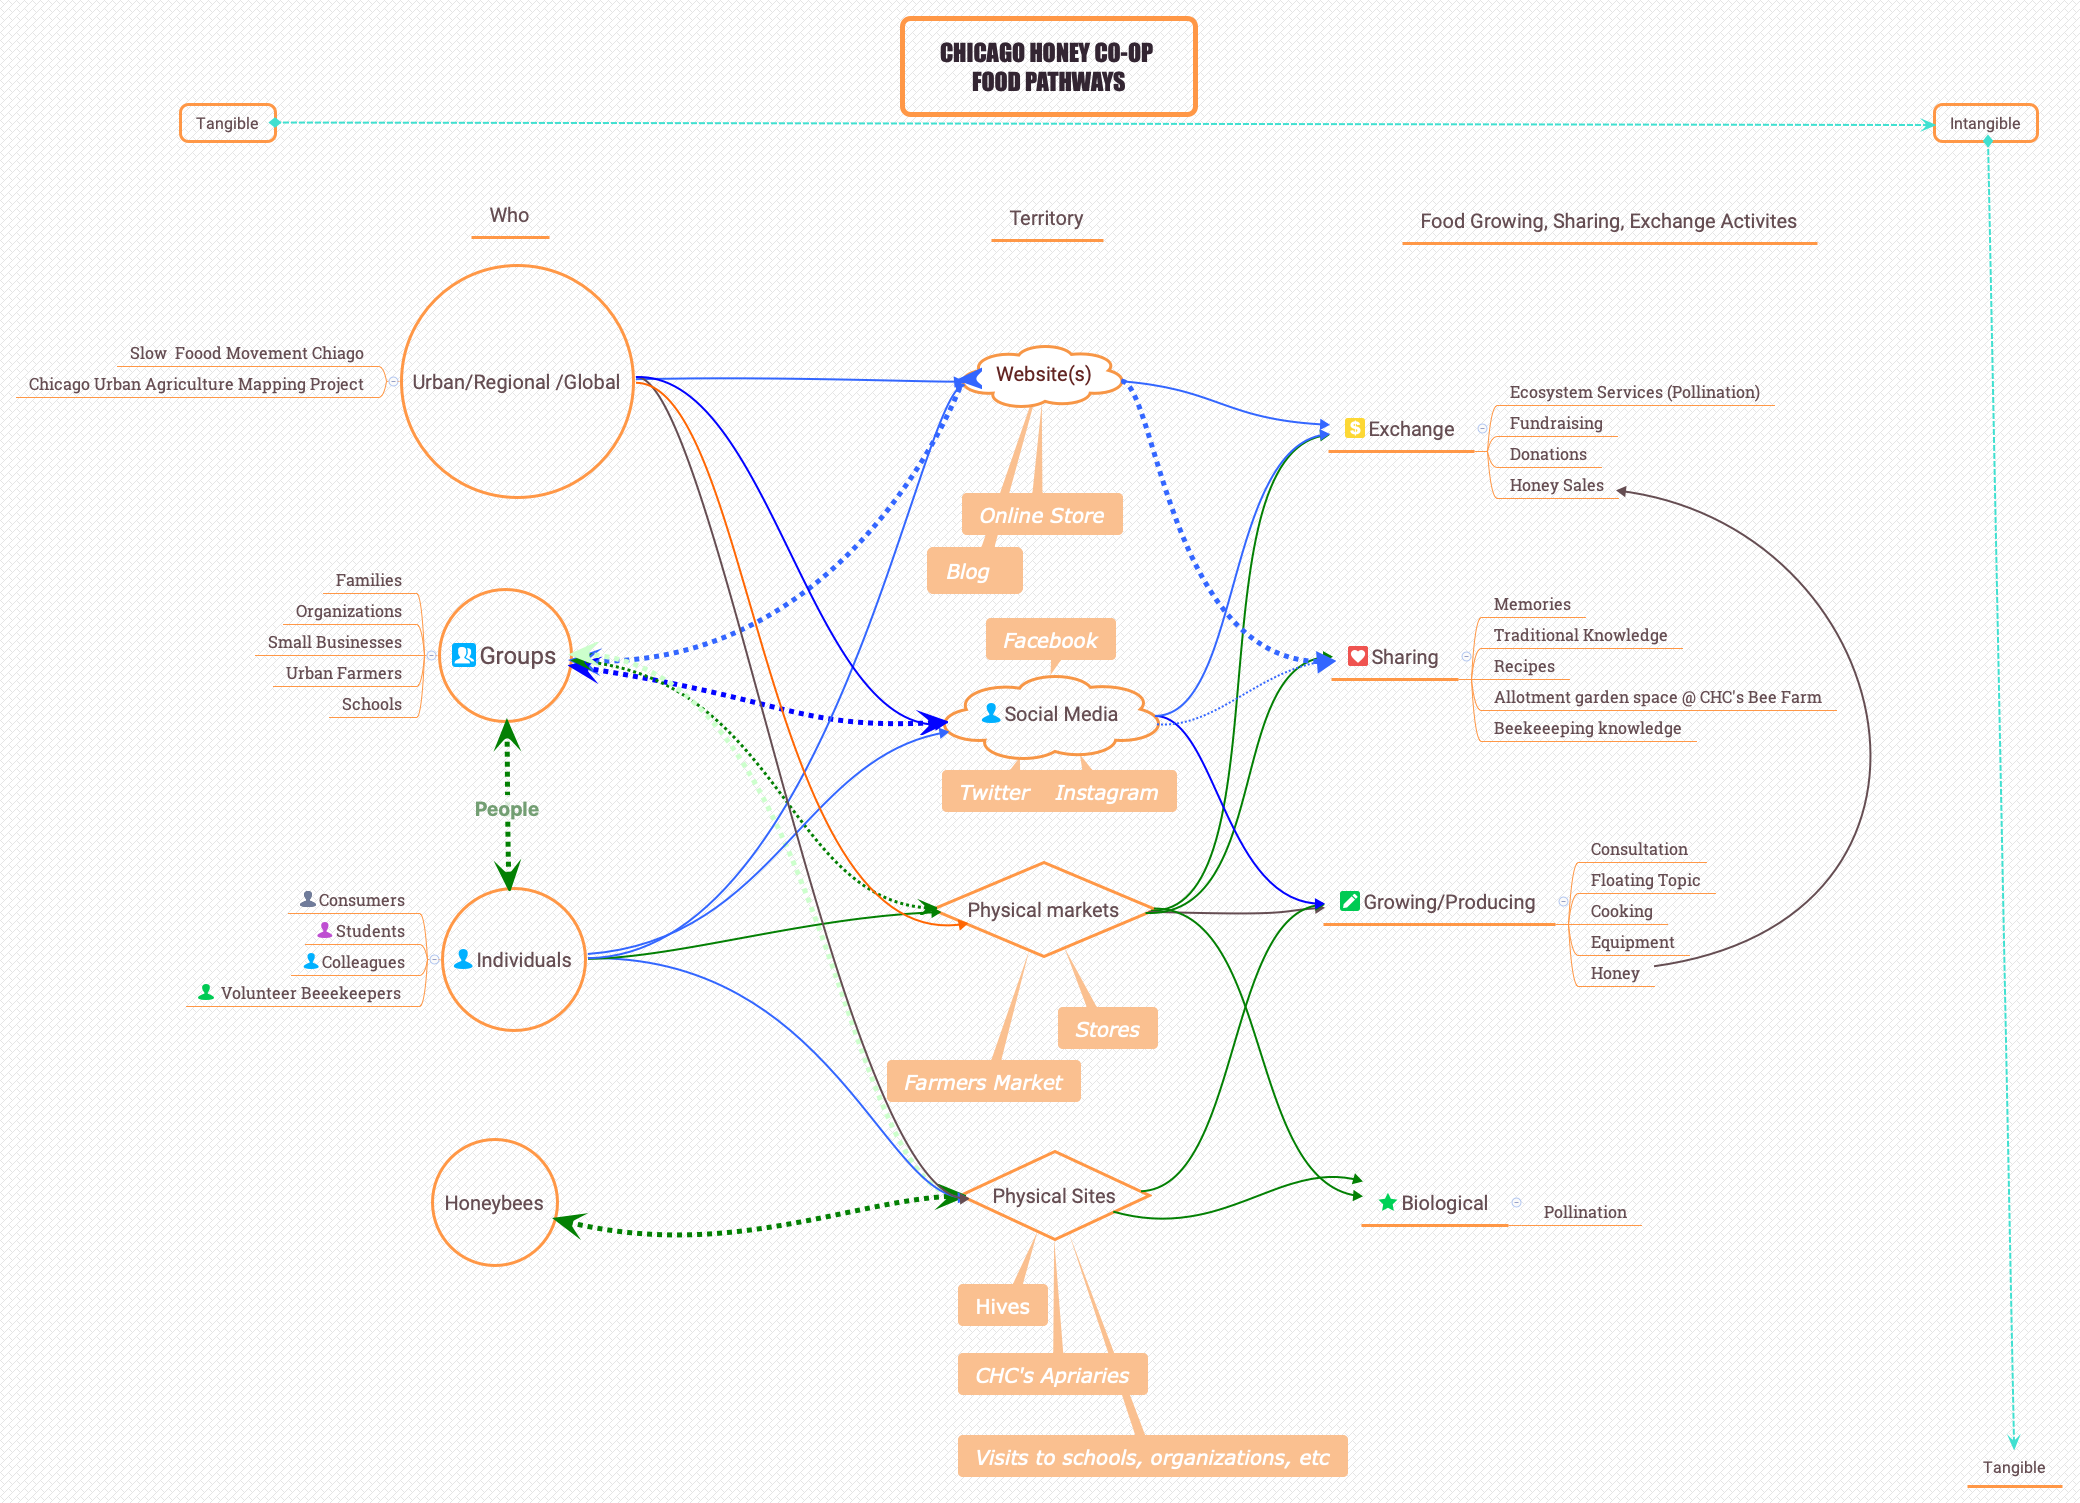 CHICAGO HONEY CO-OP
FOOD PATHWAYS
Tangible
Intangible
Who
Territory
Food Growing, Sharing, Exchange Activites
Slow Foood Movement Chiago
Chicago Urban Agriculture Mapping Project
Urban/Regional /Global
Website(s)
Online Store
Blog
Exchange
Ecosystem Services (Pollination)
Fundraising
Donations
Honey Sales
Families
Organizations
Small Businesses
Urban Farmers
Schools
Groups
Facebook
Social Media
Twitter
Instagram
Sharing
Memories
Traditional Knowledge
Recipes
Allotment garden space @ CHC's Bee Farm
Beekeeeping knowledge
People
Consumers
Students
Colleagues
Volunteer Beeekeepers
Individuals
Physical markets
Stores
Farmers Market
Growing/Producing
Consultation
Floating Topic
Cooking
Equipment
Honey
Honeybees
Physical Sites
Hives
CHC's Apriaries
Visits to schools, organizations, etc
Biological
Pollination
Tangible